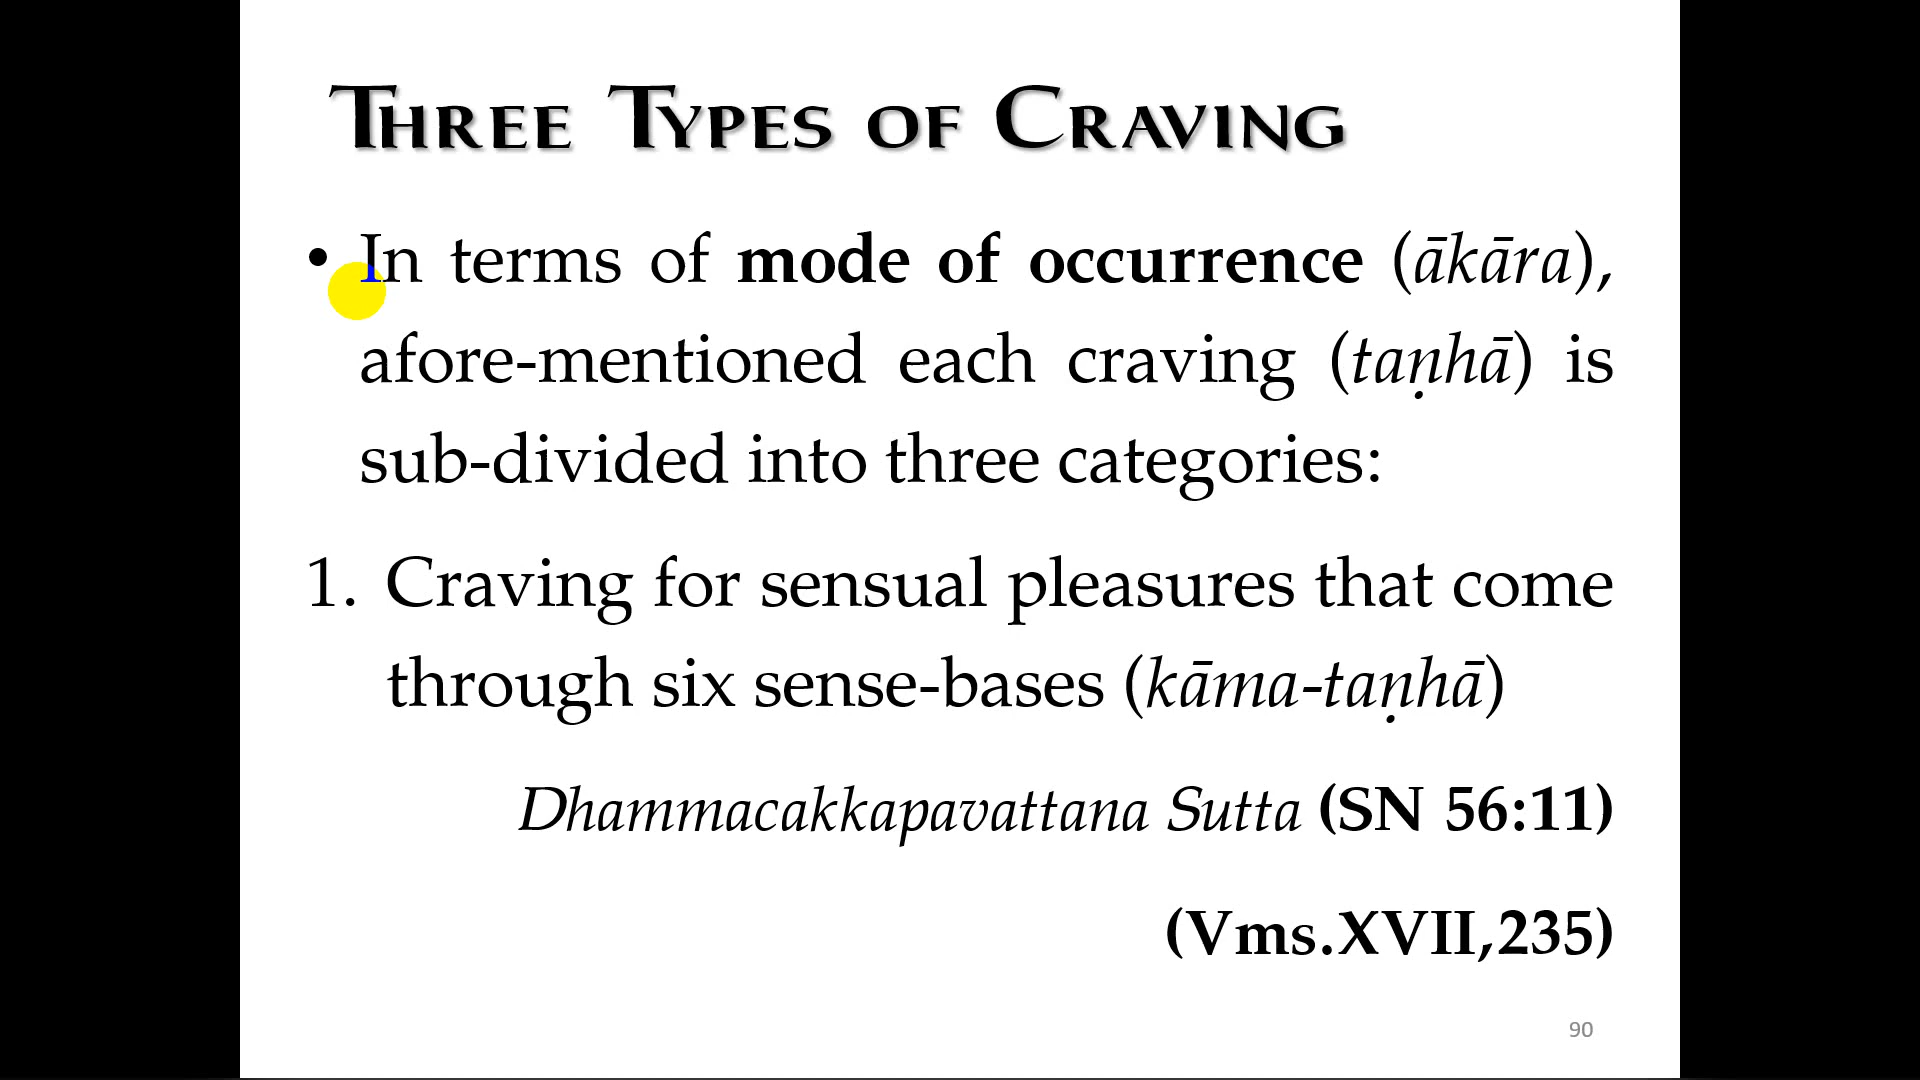 Three Types of Craving
• In terms of mode of occurrence (ākāra),
afore-mentioned each craving (taṇhā) is
sub-divided into three categories:
1. Craving for sensual pleasures that come
through six sense-bases (kāma-taṇhā)
Dhammacakkapavattana Sutta (SN 56:11)
(Vms.XVII,235)
90